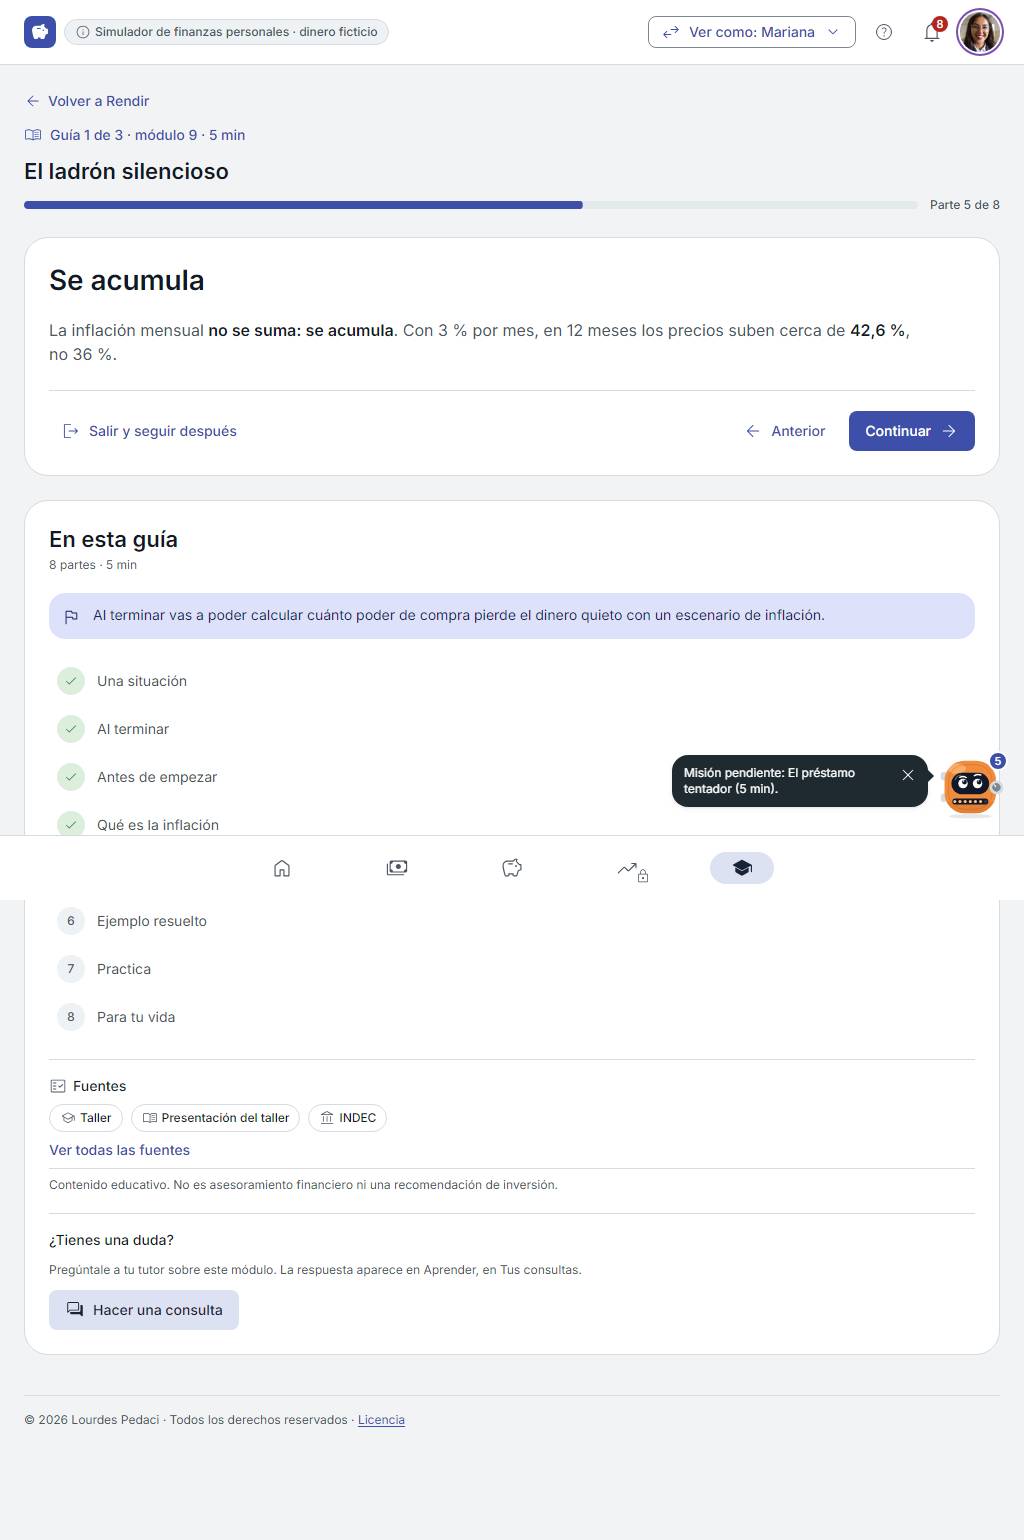 Simulador de finanzas personales · dinero ficticio
Ver como: Mariana
8
Volver a Rendir
Guía 1 de 3 · módulo 9 · 5 min
El ladrón silencioso
Parte 5 de 8
Se acumula
La inflación mensual no se suma: se acumula. Con 3 % por mes, en 12 meses los precios suben cerca de 42,6 %,
no 36 %.
Salir y seguir después
Anterior
Continuar
En esta guía
8 partes · 5 min
Al terminar vas a poder calcular cuánto poder de compra pierde el dinero quieto con un escenario de inflación.
Una situación
Al terminar
Antes de empezar
Misión pendiente: El préstamo
tentador (5 min).
5
Qué es la inflación
6 Ejemplo resuelto
7 Practica
8 Para tu vida
Fuentes
Taller
Presentación del taller
INDEC
Ver todas las fuentes
Contenido educativo. No es asesoramiento financiero ni una recomendación de inversión.
¿Tienes una duda?
Pregúntale a tu tutor sobre este módulo. La respuesta aparece en Aprender, en Tus consultas.
Hacer una consulta
© 2026 Lourdes Pedaci · Todos los derechos reservados · Licencia